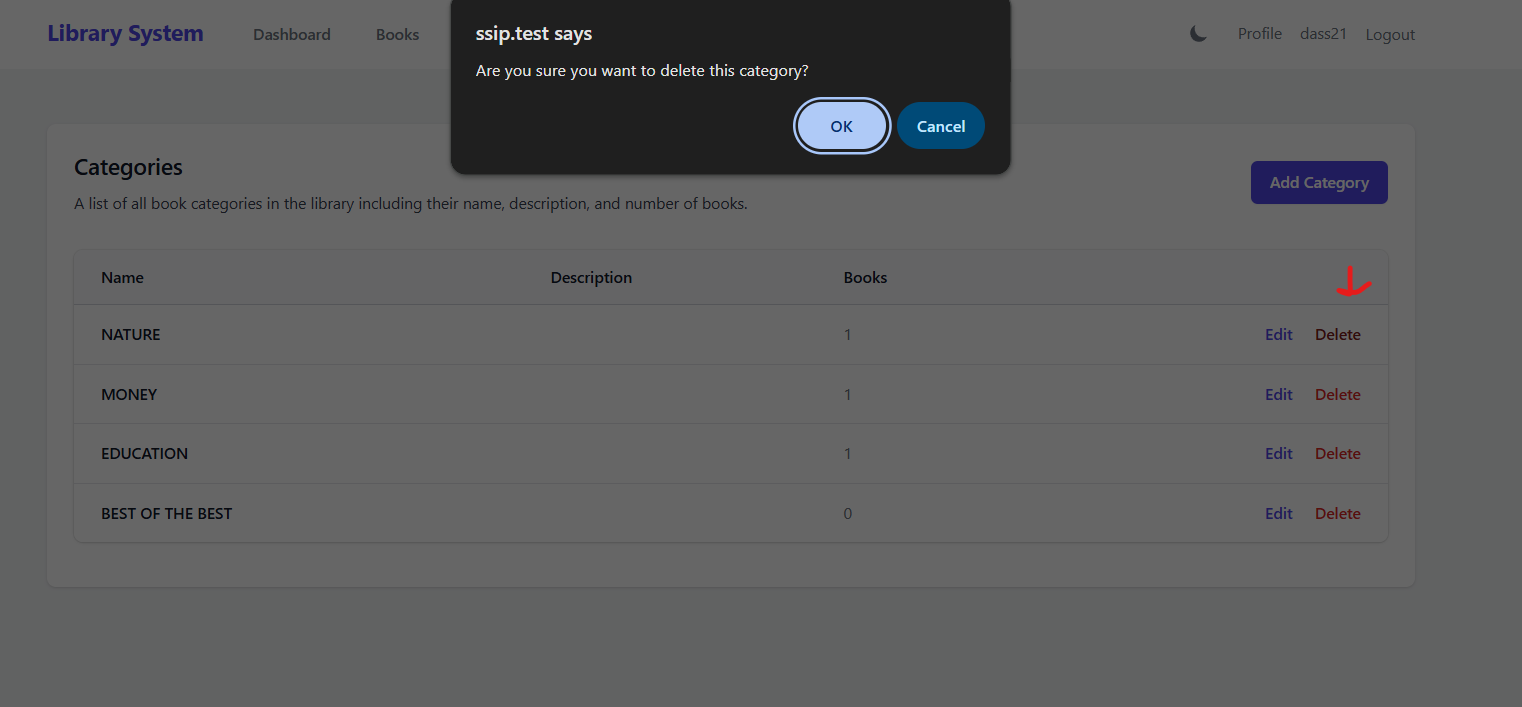 Library System Dashboard Books Profile dass21 Logout
ssip.test says
Are you sure you want to delete this category?
OK Cancel
Categories
A list of all book categories in the library including their name, description, and number of books.
Add Category
Name Description Books
NATURE 1 Edit Delete
MONEY 1 Edit Delete
EDUCATION 1 Edit Delete
BEST OF THE BEST 0 Edit Delete